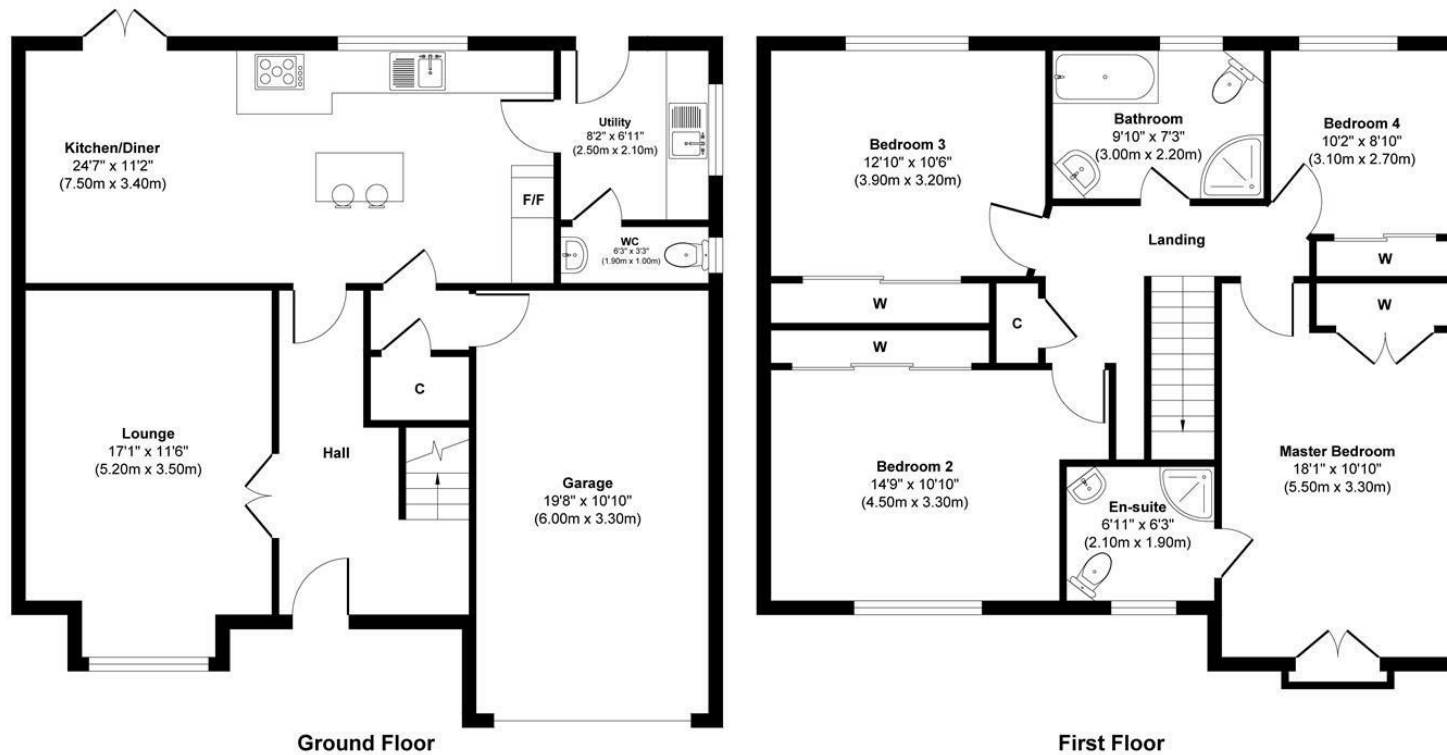 Kitchen/Diner
24'7" x 11'2"
(7.50m x 3.40m)
Utility
8'2" x 6'11"
(2.50m x 2.10m)
F/F
WC
6'3" x 3'3"
(1.90m x 1.00m)
Lounge
17'1" x 11'6"
(5.20m x 3.50m)
Hall
C
Garage
19'8" x 10'10"
(6.00m x 3.30m)
Ground Floor
Bedroom 3
12'10" x 10'6"
(3.90m x 3.20m)
Bathroom
9'10" x 7'3"
(3.00m x 2.20m)
Bedroom 4
10'2" x 8'10"
(3.10m x 2.70m)
Landing
W
W
W
C
W
Bedroom 2
14'9" x 10'10"
(4.50m x 3.30m)
En-suite
6'11" x 6'3"
(2.10m x 1.90m)
Master Bedroom
18'1" x 10'10"
(5.50m x 3.30m)
First Floor